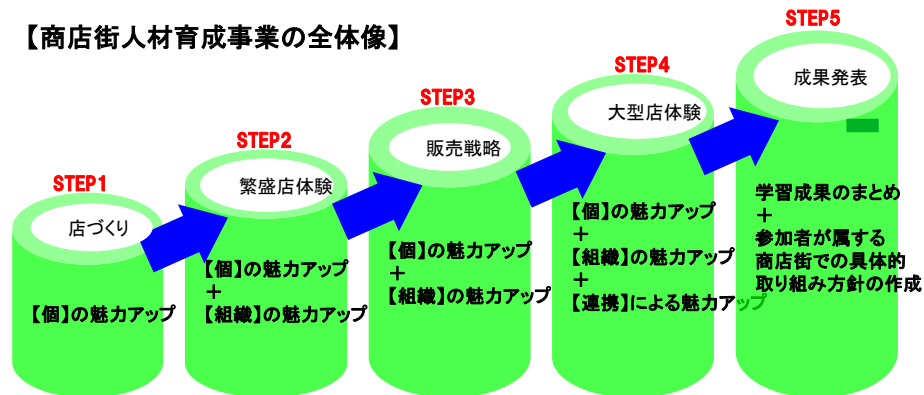 【商店街人材育成事業の全体像】
STEP1
店づくり
【個】の魅力アップ
STEP2
繁盛店体験
【個】の魅力アップ
＋
【組織】の魅力アップ
STEP3
販売戦略
【個】の魅力アップ
＋
【組織】の魅力アップ
STEP4
大型店体験
【個】の魅力アップ
＋
【組織】の魅力アップ
＋
【連携】による魅力アップ
STEP5
成果発表
学習成果のまとめ
＋
参加者が属する
商店街での具体的
取り組み方針の作成